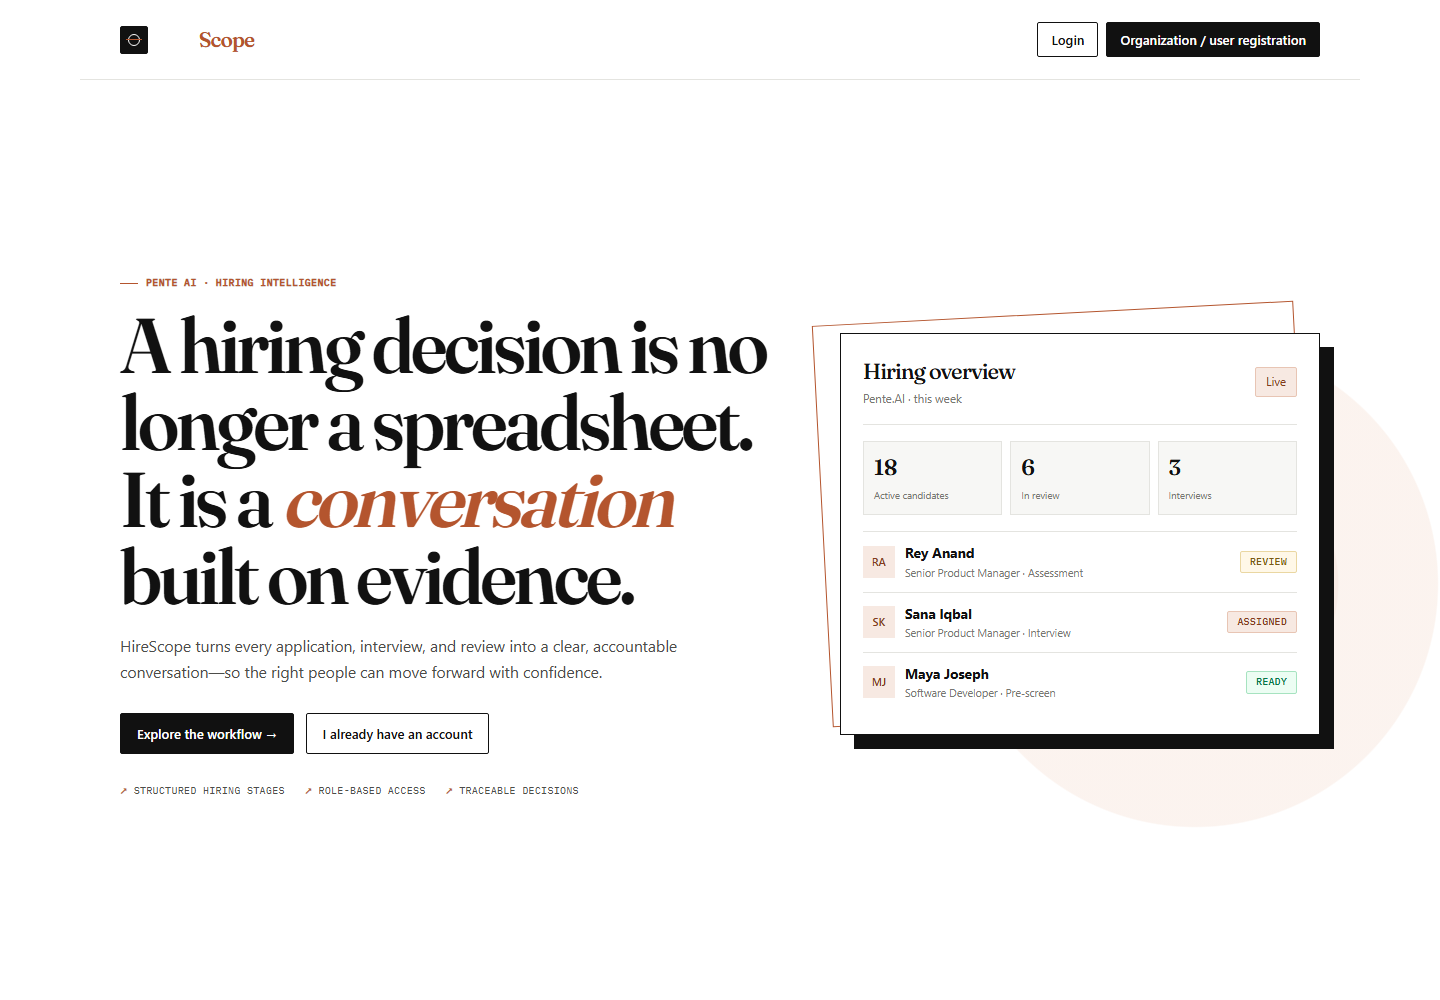 Scope
Login
Organization / user registration
PENTE AI · HIRING INTELLIGENCE
A hiring decision is no
longer a spreadsheet.
It is a conversation
built on evidence.
HireScope turns every application, interview, and review into a clear, accountable
conversation—so the right people can move forward with confidence.
Explore the workflow →
I already have an account
↗ STRUCTURED HIRING STAGES
↗ ROLE-BASED ACCESS
↗ TRACEABLE DECISIONS
Hiring overview
Pente.AI · this week
Live
18
Active candidates
6
In review
3
Interviews
RA
Rey Anand
Senior Product Manager · Assessment
REVIEW
SK
Sana Iqbal
Senior Product Manager · Interview
ASSIGNED
MJ
Maya Joseph
Software Developer · Pre-screen
READY